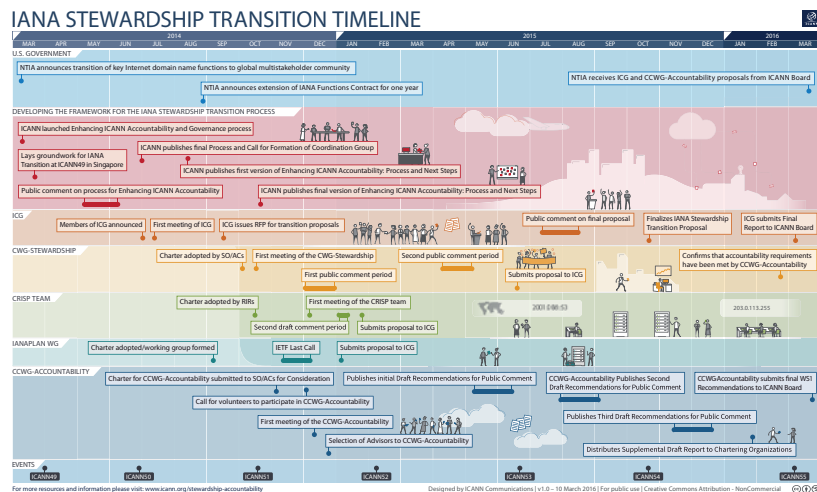 IANA STEWARDSHIP TRANSITION TIMELINE
2014 2015 2016
MAR APR MAY JUN JUL AUG SEP OCT NOV DEC JAN FEB MAR APR MAY JUN JUL AUG SEP OCT NOV DEC JAN FEB MAR
U.S. GOVERNMENT
NTIA announces transition of key Internet domain name functions to global multistakeholder community
NTIA announces extension of IANA Functions Contract for one year
NTIA receives ICG and CCWG-Accountability proposals from ICANN Board
DEVELOPING THE FRAMEWORK FOR THE IANA STEWARDSHIP TRANSITION PROCESS
ICANN launched Enhancing ICANN Accountability and Governance process
ICANN publishes final Process and Call for Formation of Coordination Group
Lays groundwork for IANA
Transition at ICANN49 in Singapore
ICANN publishes first version of Enhancing ICANN Accountability: Process and Next Steps
Public comment on process for Enhancing ICANN Accountability
ICANN publishes final version of Enhancing ICANN Accountability: Process and Next Steps
ICG
Members of ICG announced
First meeting of ICG
ICG issues RFP for transition proposals
Public comment on final proposal
Finalizes IANA Stewardship
Transition Proposal
ICG submits Final
Report to ICANN Board
CWG-STEWARDSHIP
Charter adopted by SO/ACs
First meeting of the CWG-Stewardship
Second public comment period
Confirms that accountability requirements
have been met by CCWG-Accountability
First public comment period
Submits proposal to ICG
CRISP TEAM
Charter adopted by RIRs
First meeting of the CRISP team
Second draft comment period
Submits proposal to ICG
2001:0db8:53
203.0.113.255
IANAPLAN WG
Charter adopted/working group formed
IETF Last Call
Submits proposal to ICG
CCWG-ACCOUNTABILITY
Charter for CCWG-Accountability submitted to SO/ACs for Consideration
Publishes initial Draft Recommendations for Public Comment
CCWG-Accountability Publishes Second
Draft Recommendations for Public Comment
CCWGAccountability submits final WS1
Recommendations to ICANN Board
Call for volunteers to participate in CCWG-Accountability
Publishes Third Draft Recommendations for Public Comment
First meeting of the CCWG-Accountability
Selection of Advisors to CCWG-Accountability
Distributes Supplemental Draft Report to Chartering Organizations
EVENTS
ICANN49 ICANN50 ICANN51 ICANN52 ICANN53 ICANN54 ICANN55
For more resources and information please visit: www.icann.org/stewardship-accountability
Designed by ICANN Communications | v1.0 – 10 March 2016 | For public use | Creative Commons Attribution - NonCommercial